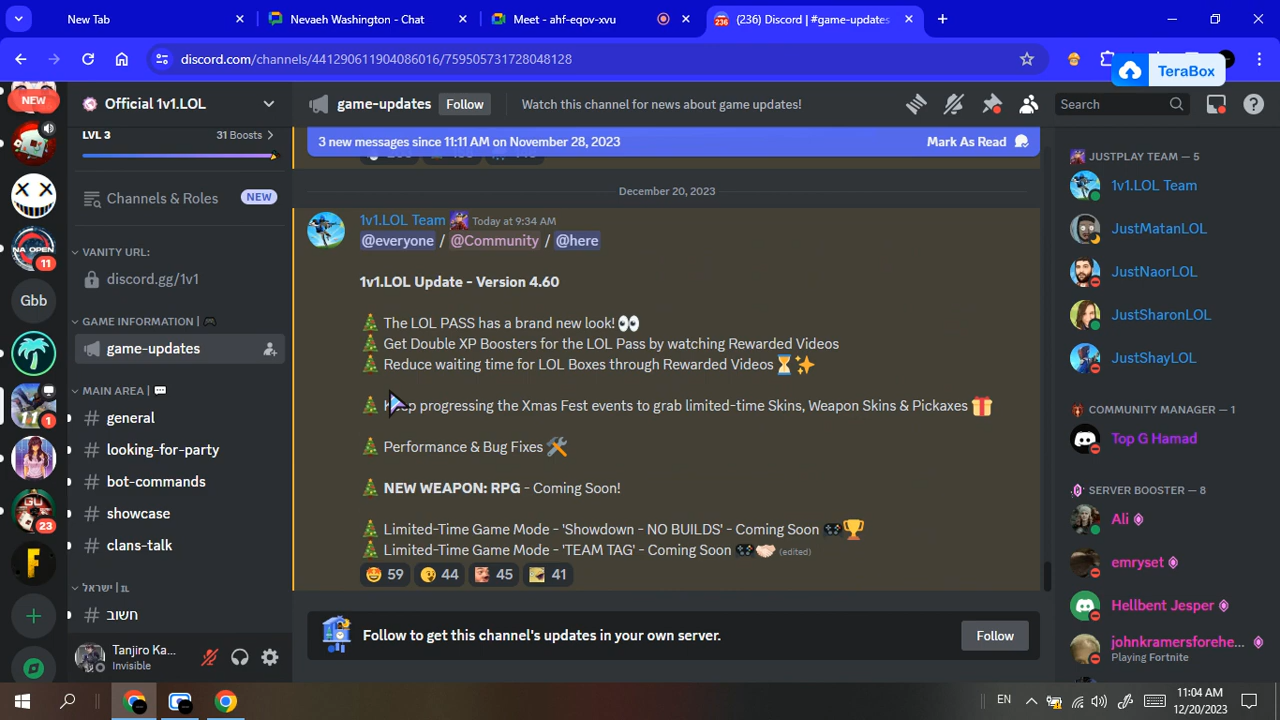 New Tab
Nevaeh Washington - Chat
Meet - ahf-eqov-xvu
(236) Discord | #game-updates
discord.com/channels/441290611904086016/759505731728048128
TeraBox
NEW
Official 1v1.LOL
game-updates
Follow
Watch this channel for news about game updates!
Search
LVL 3
31 Boosts
Channels & Roles
NEW
VANITY URL:
discord.gg/1v1
GAME INFORMATION |
game-updates
MAIN AREA |
general
looking-for-party
bot-commands
showcase
clans-talk
ישראל |
חשוב
NA OPEN
11
Gbb
1
GU
23
F
Tanjiro Ka...
Invisible
3 new messages since 11:11 AM on November 28, 2023
Mark As Read
December 20, 2023
1v1.LOL Team Today at 9:34 AM
@everyone / @Community / @here
1v1.LOL Update - Version 4.60
The LOL PASS has a brand new look!
Get Double XP Boosters for the LOL Pass by watching Rewarded Videos
Reduce waiting time for LOL Boxes through Rewarded Videos
Keep progressing the Xmas Fest events to grab limited-time Skins, Weapon Skins & Pickaxes
Performance & Bug Fixes
NEW WEAPON: RPG - Coming Soon!
Limited-Time Game Mode - 'Showdown - NO BUILDS' - Coming Soon
Limited-Time Game Mode - 'TEAM TAG' - Coming Soon (edited)
59 44 45 41
Follow to get this channel's updates in your own server.
Follow
JUSTPLAY TEAM — 5
1v1.LOL Team
JustMatanLOL
JustNaorLOL
JustSharonLOL
JustShayLOL
COMMUNITY MANAGER — 1
Top G Hamad
SERVER BOOSTER — 8
Ali
emryset
Hellbent Jesper
johnkramersforehe...
Playing Fortnite
EN
11:04 AM
12/20/2023